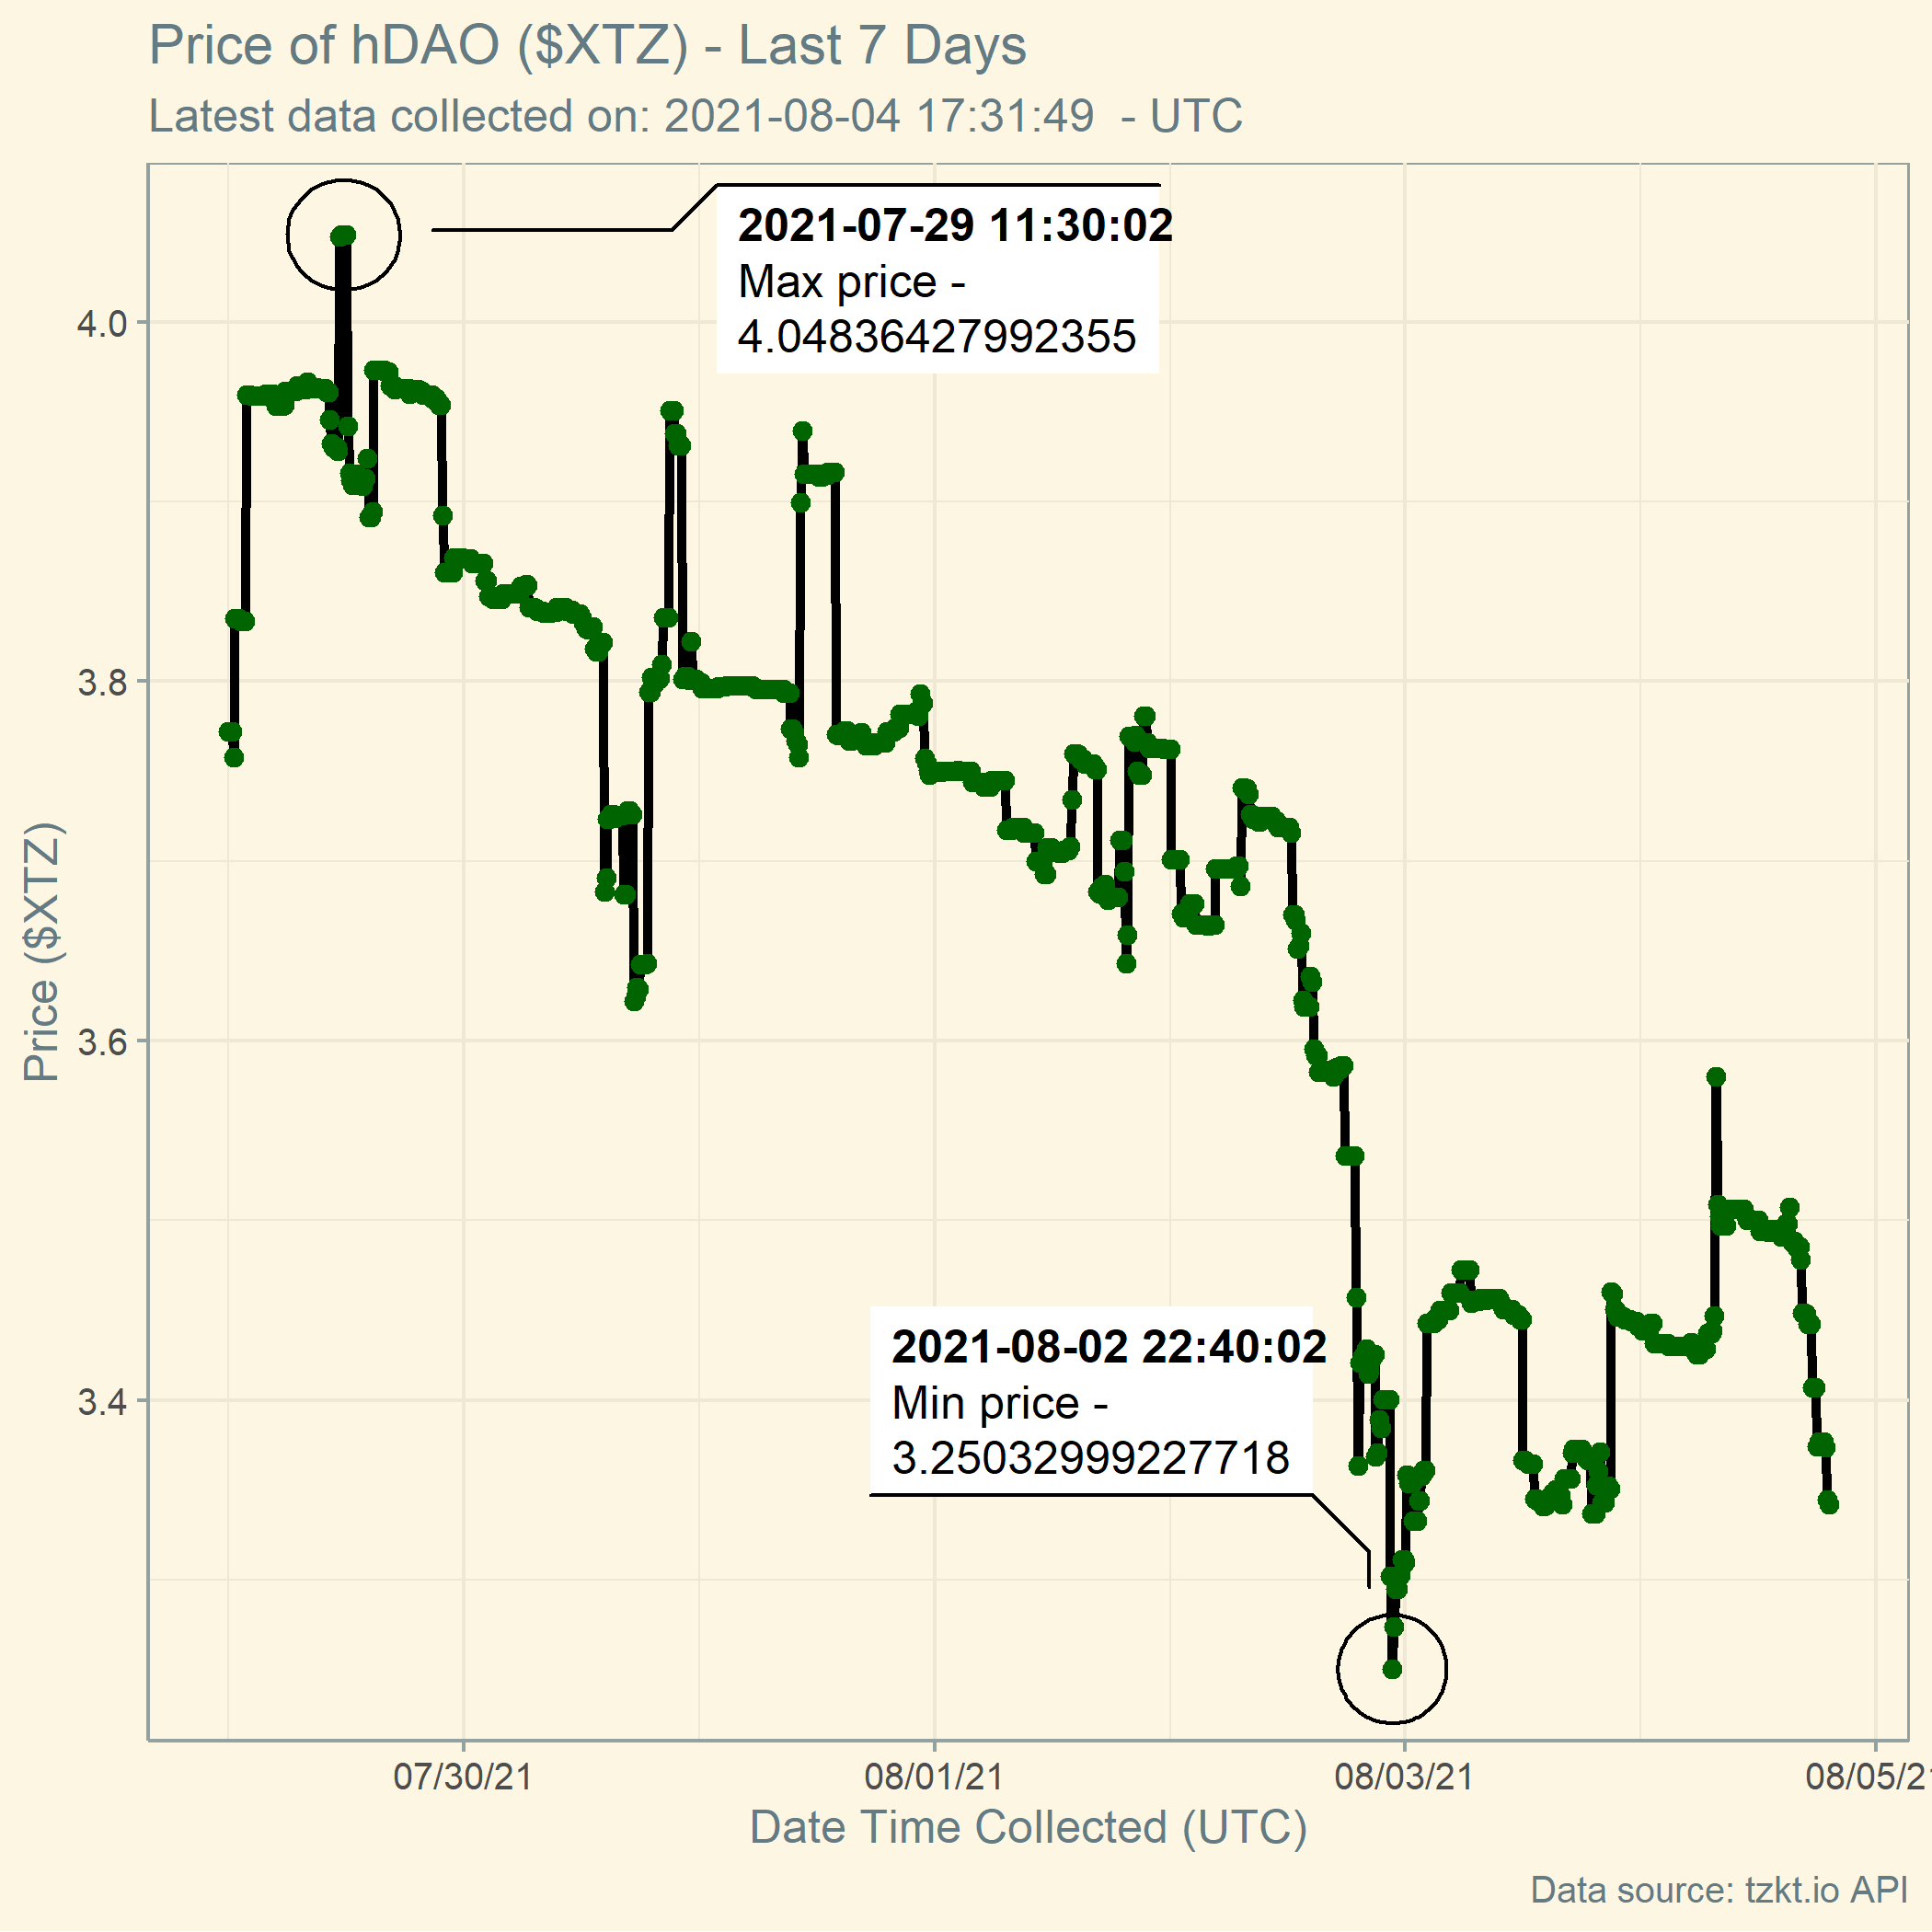 Price of hDAO ($XTZ) - Last 7 Days
Latest data collected on: 2021-08-04 17:31:49  - UTC
2021-07-29 11:30:02
Max price -
4.04836427992355
4.0
3.8
3.6
3.4
Price ($XTZ)
2021-08-02 22:40:02
Min price -
3.25032999227718
07/30/21
08/01/21
08/03/21
08/05/21
Date Time Collected (UTC)
Data source: tzkt.io API